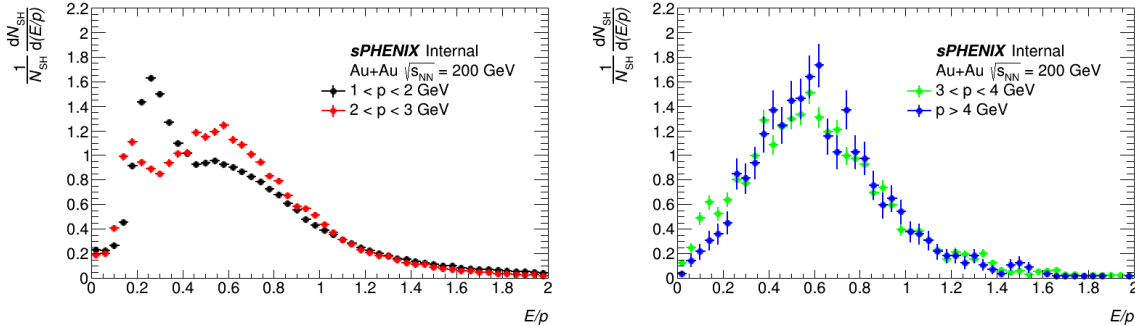 1/N_SH dN_SH/d(E/p)
2.2
2
1.8
1.6
1.4
1.2
1
0.8
0.6
0.4
0.2
0
sPHENIX Internal
Au+Au √s_NN = 200 GeV
1 < p < 2 GeV
2 < p < 3 GeV
0 0.2 0.4 0.6 0.8 1 1.2 1.4 1.6 1.8 2
E/p
1/N_SH dN_SH/d(E/p)
2.2
2
1.8
1.6
1.4
1.2
1
0.8
0.6
0.4
0.2
0
sPHENIX Internal
Au+Au √s_NN = 200 GeV
3 < p < 4 GeV
p > 4 GeV
0 0.2 0.4 0.6 0.8 1 1.2 1.4 1.6 1.8 2
E/p